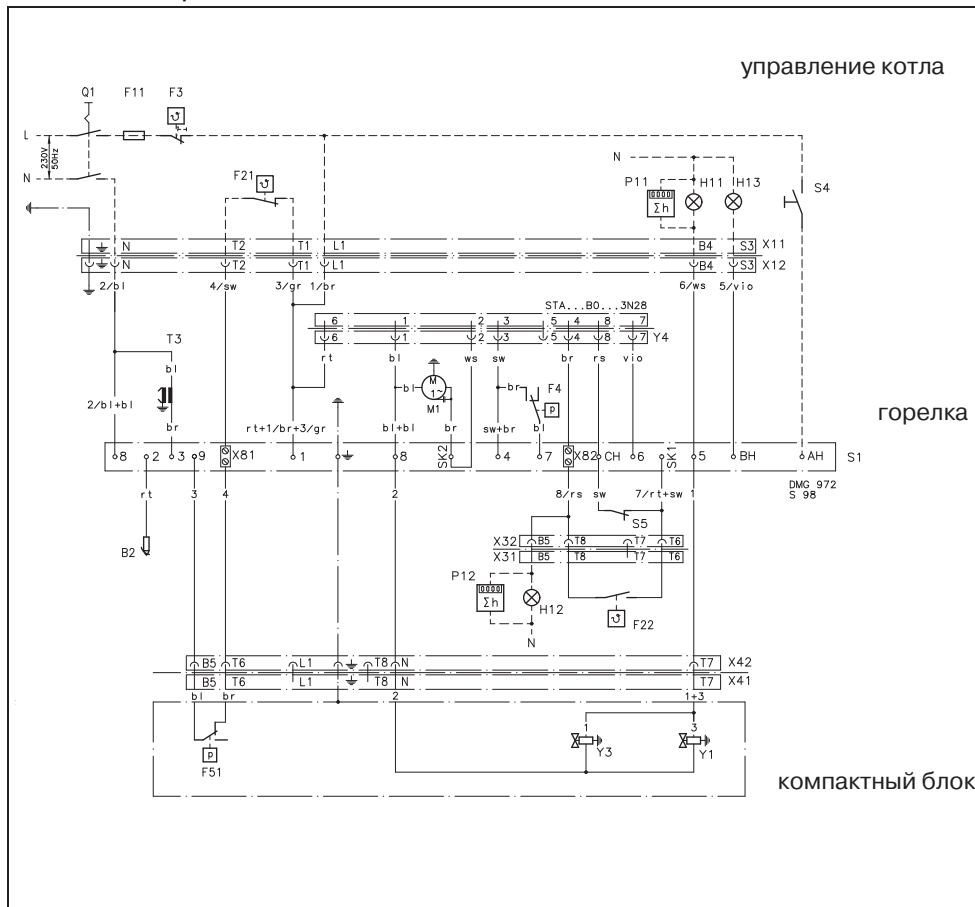 управление котла
Q1 F11 F3
L
230V
50Hz
N
F21
N
P11 H11 H13
S4
Σh
N T2 T1 L1 B4 S3 X11
N T2 T1 L1 B4 S3 X12
2/bl 4/sw 3/gr 1/br 6/ws 5/vio
STA...BO...3N28
6 1 2 3 5 4 8 7
6 1 2 3 5 4 8 7 Y4
T3 rt bl ws sw br rs vio
bl
M
1~
M1
bl br F4
P
2/bl+bl br rt+1/br+3/gr bl+bl br sw+br bl
горелка
8 2 3 9 X81 1 8 SK2 4 7 X82 CH 6 SK1 5 BH AH S1
DMG 972
S 98
rt 3 4 2 8/rs sw 7/rt+sw 1
S5
B2
X32 B5 T8 T7 T6
X31 B5 T8 T7 T6
P12
Σh
H12
F22
N
B5 T6 L1 T8 N T7 X42
B5 T6 L1 T8 N T7 X41
bl br 2 1+3
1 3
Y3 Y1
P
F51
компактный блок